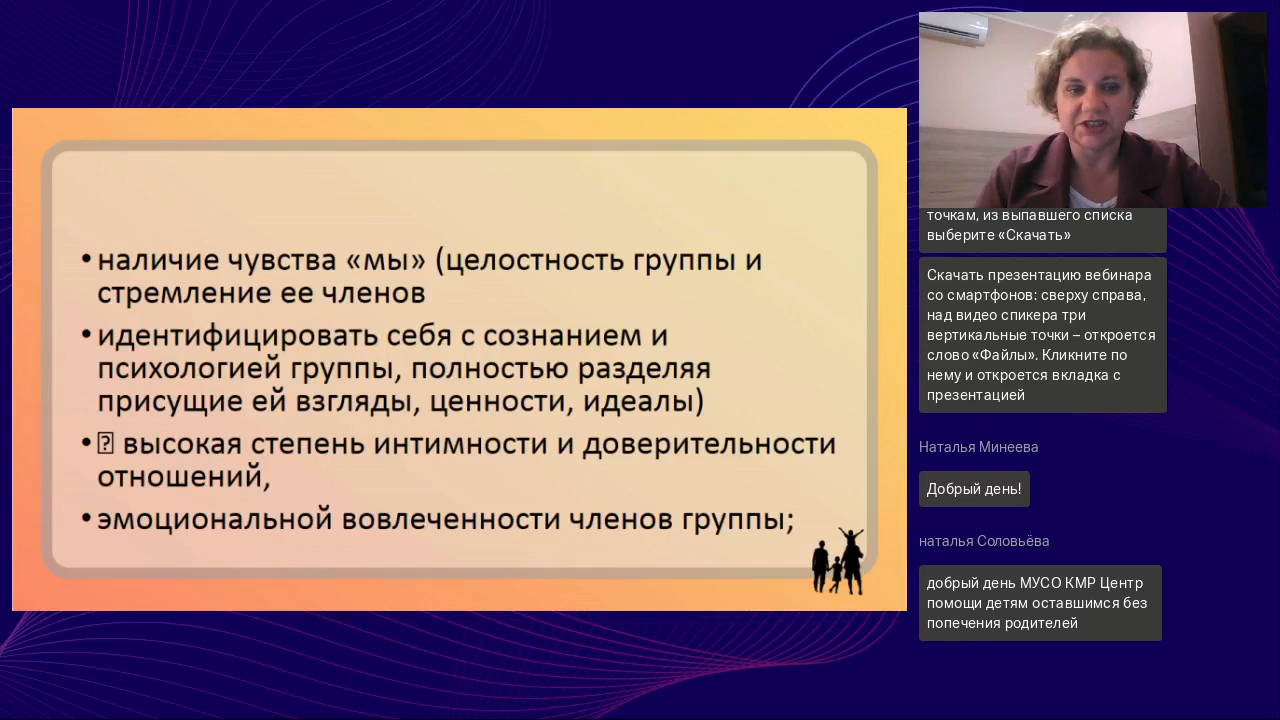 • наличие чувства «мы» (целостность группы и
стремление ее членов
• идентифицировать себя с сознанием и
психологией группы, полностью разделяя
присущие ей взгляды, ценности, идеалы)
• высокая степень интимности и доверительности
отношений,
• эмоциональной вовлеченности членов группы;
точкам, из выпавшего списка
выберите «Скачать»
Скачать презентацию вебинара
со смартфонов: сверху справа,
над видео спикера три
вертикальные точки – откроется
слово «Файлы». Кликните по
нему и откроется вкладка с
презентацией
Наталья Минеева
Добрый день!
наталья Соловьёва
добрый день МУСО КМР Центр
помощи детям оставшимся без
попечения родителей